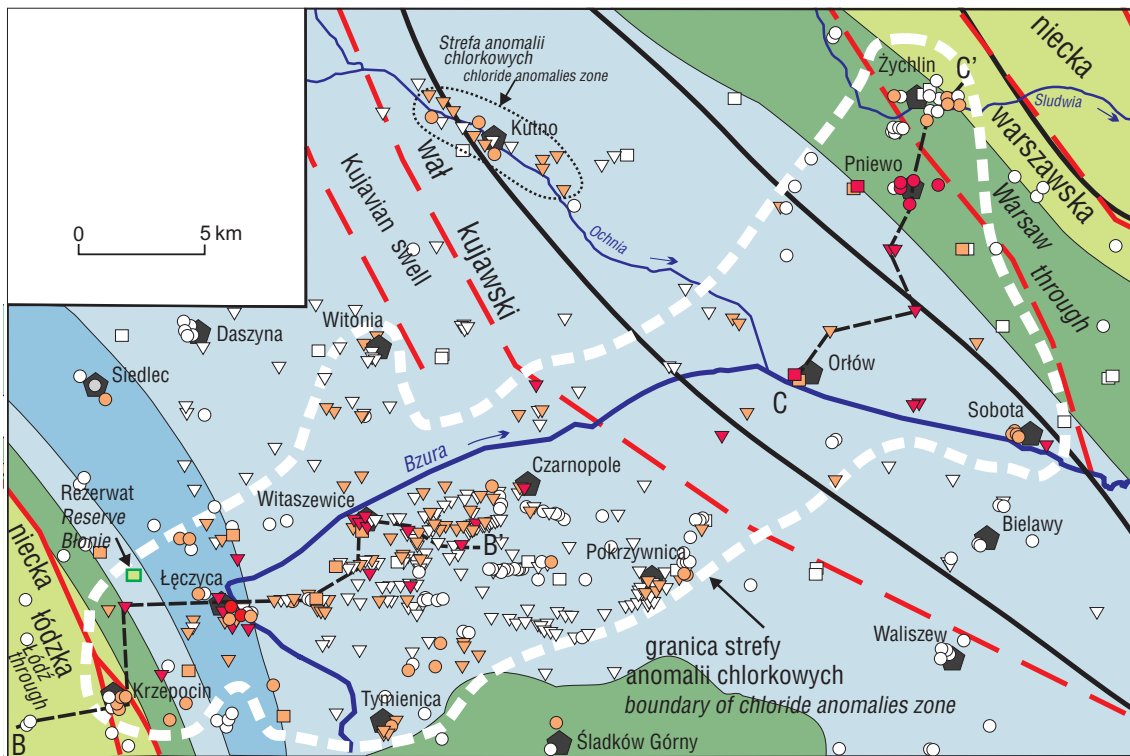 Strefa anomalii
chlorkowych
chloride anomalies zone
Kutno
Żychlin
C'
niecka
warszawska
Warsaw
through
Słudwia
Pniewo
wał
kujawski
Kujavian swell
0
5 km
Ochnia
Daszyna
Witonia
Siedlec
Orłów
C
Sobota
Bzura
Czarnopole
Rezerwat
Reserve
Błonie
Witaszewice
B'
Pokrzywnica
Bielawy
niecka
łódzka
Łódź
through
Łęczyca
granica strefy
anomalii chlorkowych
boundary of chloride anomalies zone
Waliszew
Krzepocin
Tymienica
B
Śladków Górny